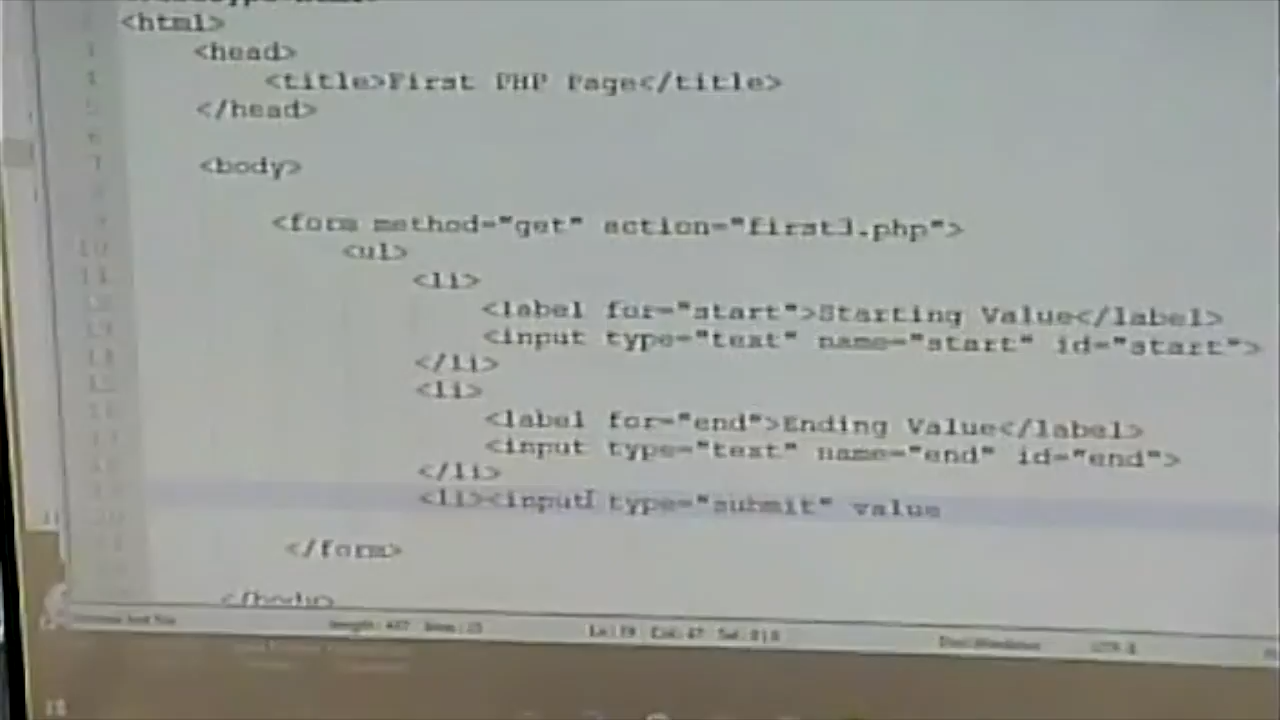 <html>
<head>
<title>First PHP Page</title>
</head>
<body>
<form method="get" action="first3.php">
<ul>
<li>
<label for="start">Starting Value</label>
<input type="text" name="start" id="start">
</li>
<li>
<label for="end">Ending Value</label>
<input type="text" name="end" id="end">
</li>
<li><input type="submit" value
</form>
</body>